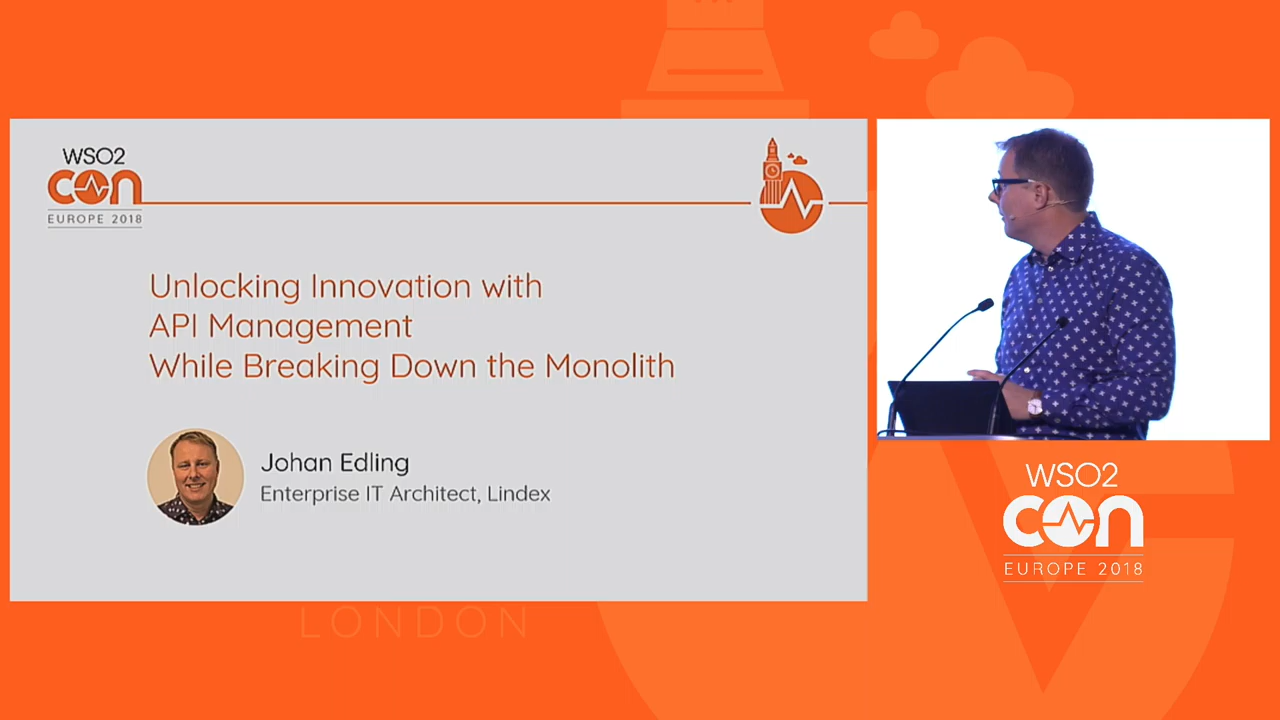 WSO2
con
EUROPE 2018
Unlocking Innovation with
API Management
While Breaking Down the Monolith
Johan Edling
Enterprise IT Architect, Lindex
WSO2
con
EUROPE 2018
LONDON